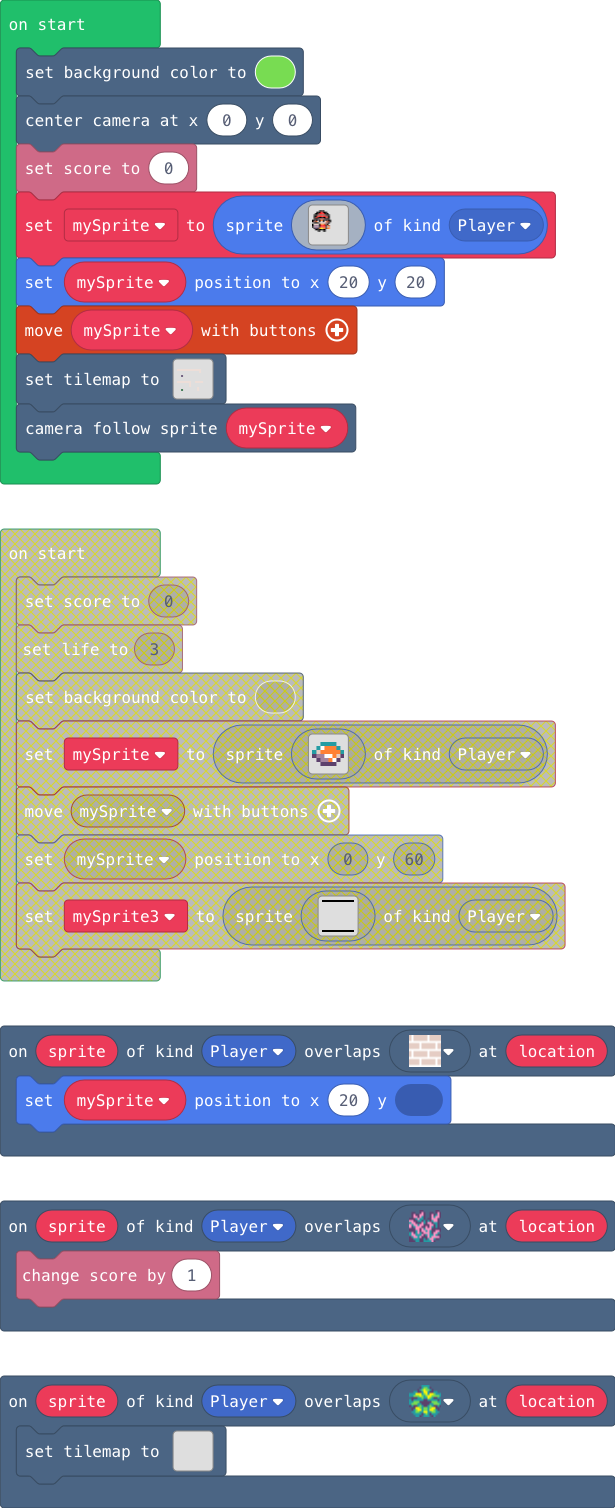 on start
set background color to
center camera at x 0 y 0
set score to 0
set mySprite to sprite of kind Player
set mySprite position to x 20 y 20
move mySprite with buttons
set tilemap to
camera follow sprite mySprite
on start
set score to 0
set life to 3
set background color to
set mySprite to sprite of kind Player
move mySprite with buttons
set mySprite position to x 0 y 60
set mySprite3 to sprite of kind Player
on sprite of kind Player overlaps at location
set mySprite position to x 20 y
on sprite of kind Player overlaps at location
change score by 1
on sprite of kind Player overlaps at location
set tilemap to